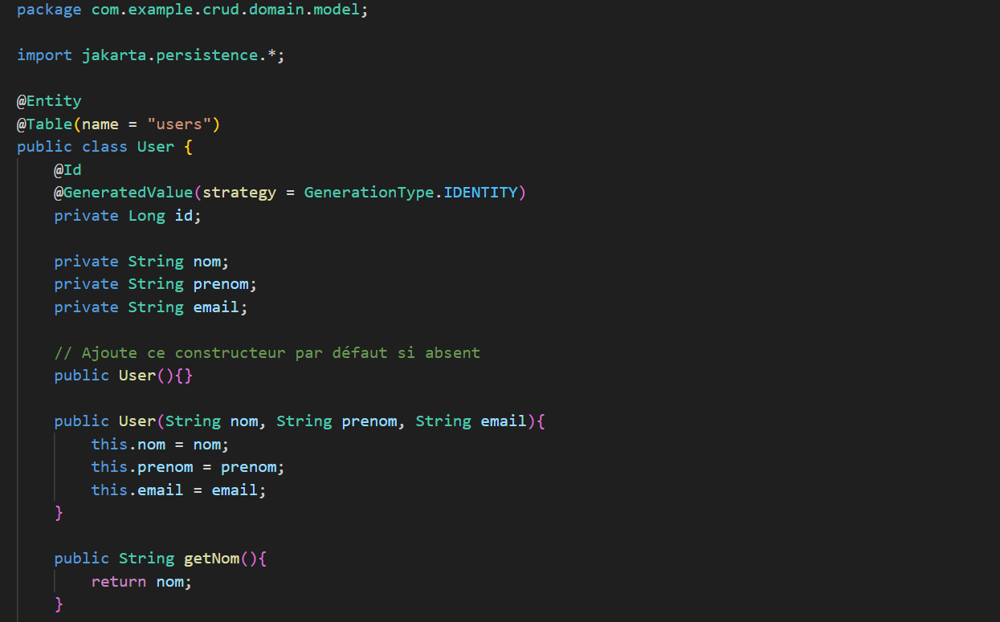 package com.example.crud.domain.model;
import jakarta.persistence.*;
@Entity
@Table(name = "users")
public class User {
@Id
@GeneratedValue(strategy = GenerationType.IDENTITY)
private Long id;
private String nom;
private String prenom;
private String email;
// Ajoute ce constructeur par défaut si absent
public User(){}
public User(String nom, String prenom, String email){
this.nom = nom;
this.prenom = prenom;
this.email = email;
}
public String getNom(){
return nom;
}